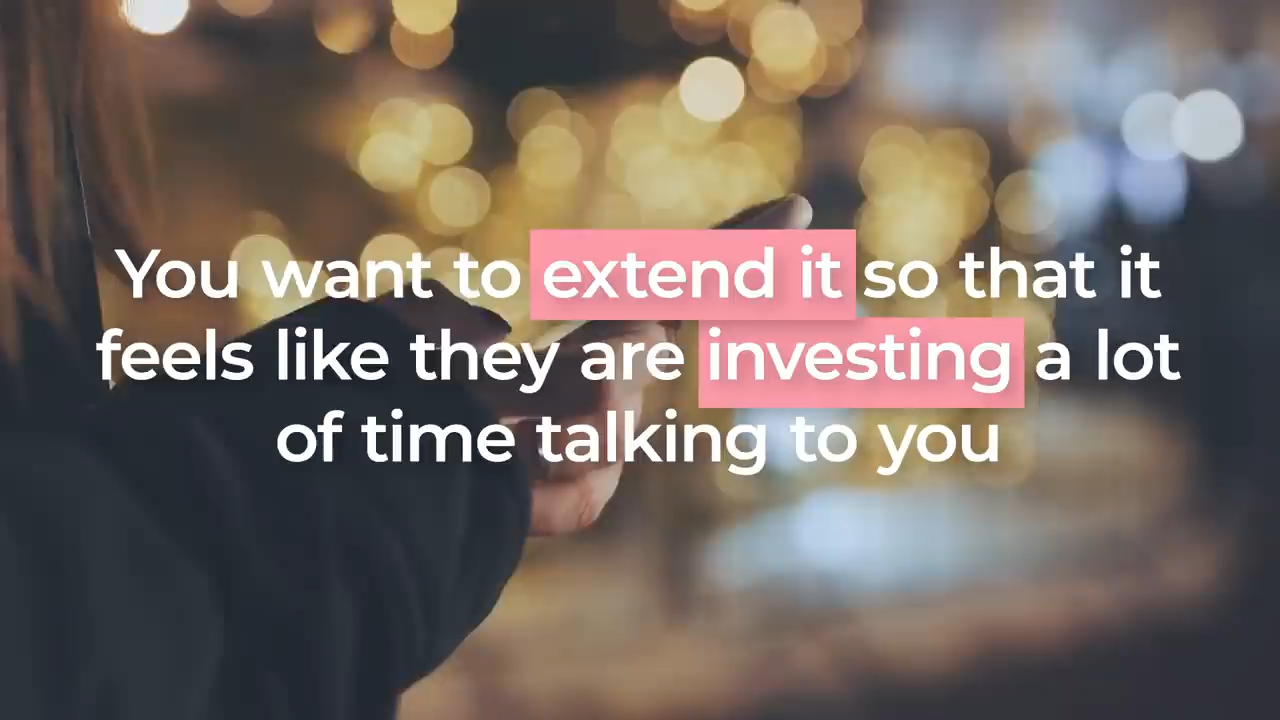 You want to extend it so that it
feels like they are investing a lot
of time talking to you